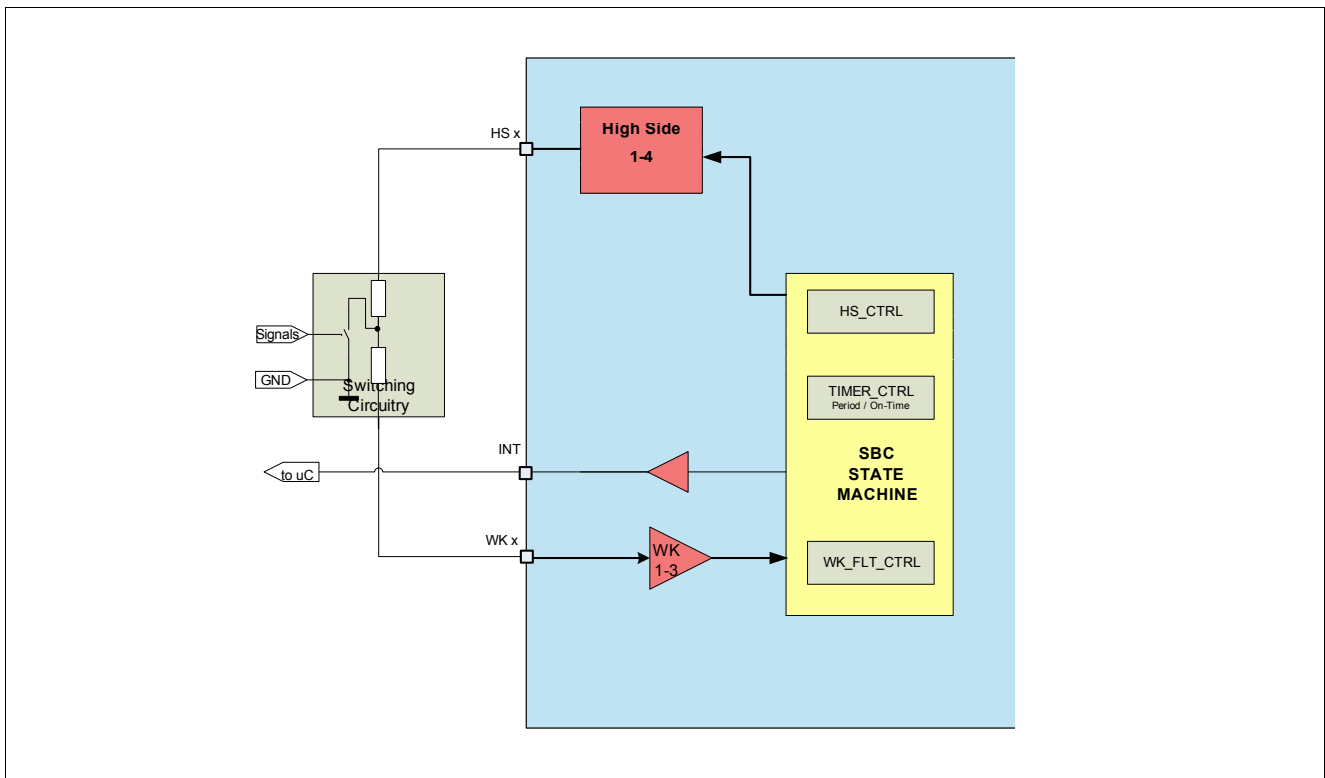 High Side
1-4
HS x
HS_CTRL
Signals
GND
Switching
Circuitry
TIMER_CTRL
Period / On-Time
SBC
STATE
MACHINE
INT
to uC
WK x
WK
1-3
WK_FLT_CTRL